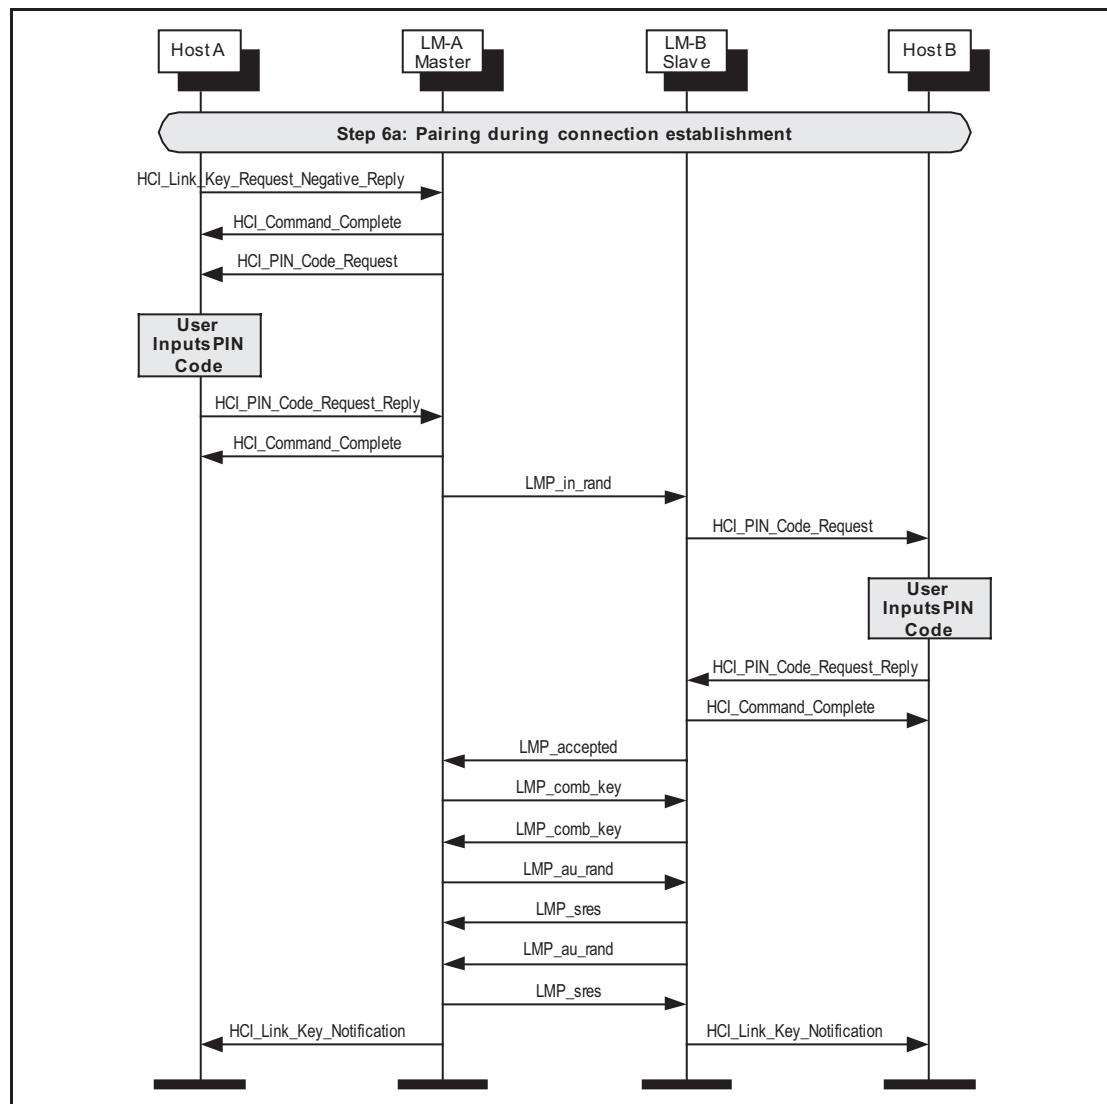 Host A
LM-A
Master
LM-B
Slave
Host B
Step 6a: Pairing during connection establishment
HCI_Link_Key_Request_Negative_Reply
HCI_Command_Complete
HCI_PIN_Code_Request
User
Inputs PIN
Code
HCI_PIN_Code_Request_Reply
HCI_Command_Complete
LMP_in_rand
HCI_PIN_Code_Request
User
Inputs PIN
Code
HCI_PIN_Code_Request_Reply
HCI_Command_Complete
LMP_accepted
LMP_comb_key
LMP_comb_key
LMP_au_rand
LMP_sres
LMP_au_rand
LMP_sres
HCI_Link_Key_Notification
HCI_Link_Key_Notification